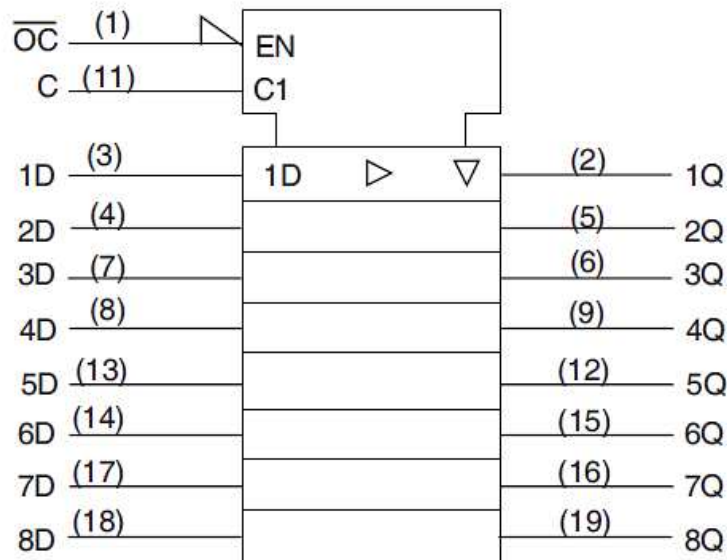 O̅C̅ (1) EN
C (11) C1
1D (3) 1D (2) 1Q
2D (4) (5) 2Q
3D (7) (6) 3Q
4D (8) (9) 4Q
5D (13) (12) 5Q
6D (14) (15) 6Q
7D (17) (16) 7Q
8D (18) (19) 8Q